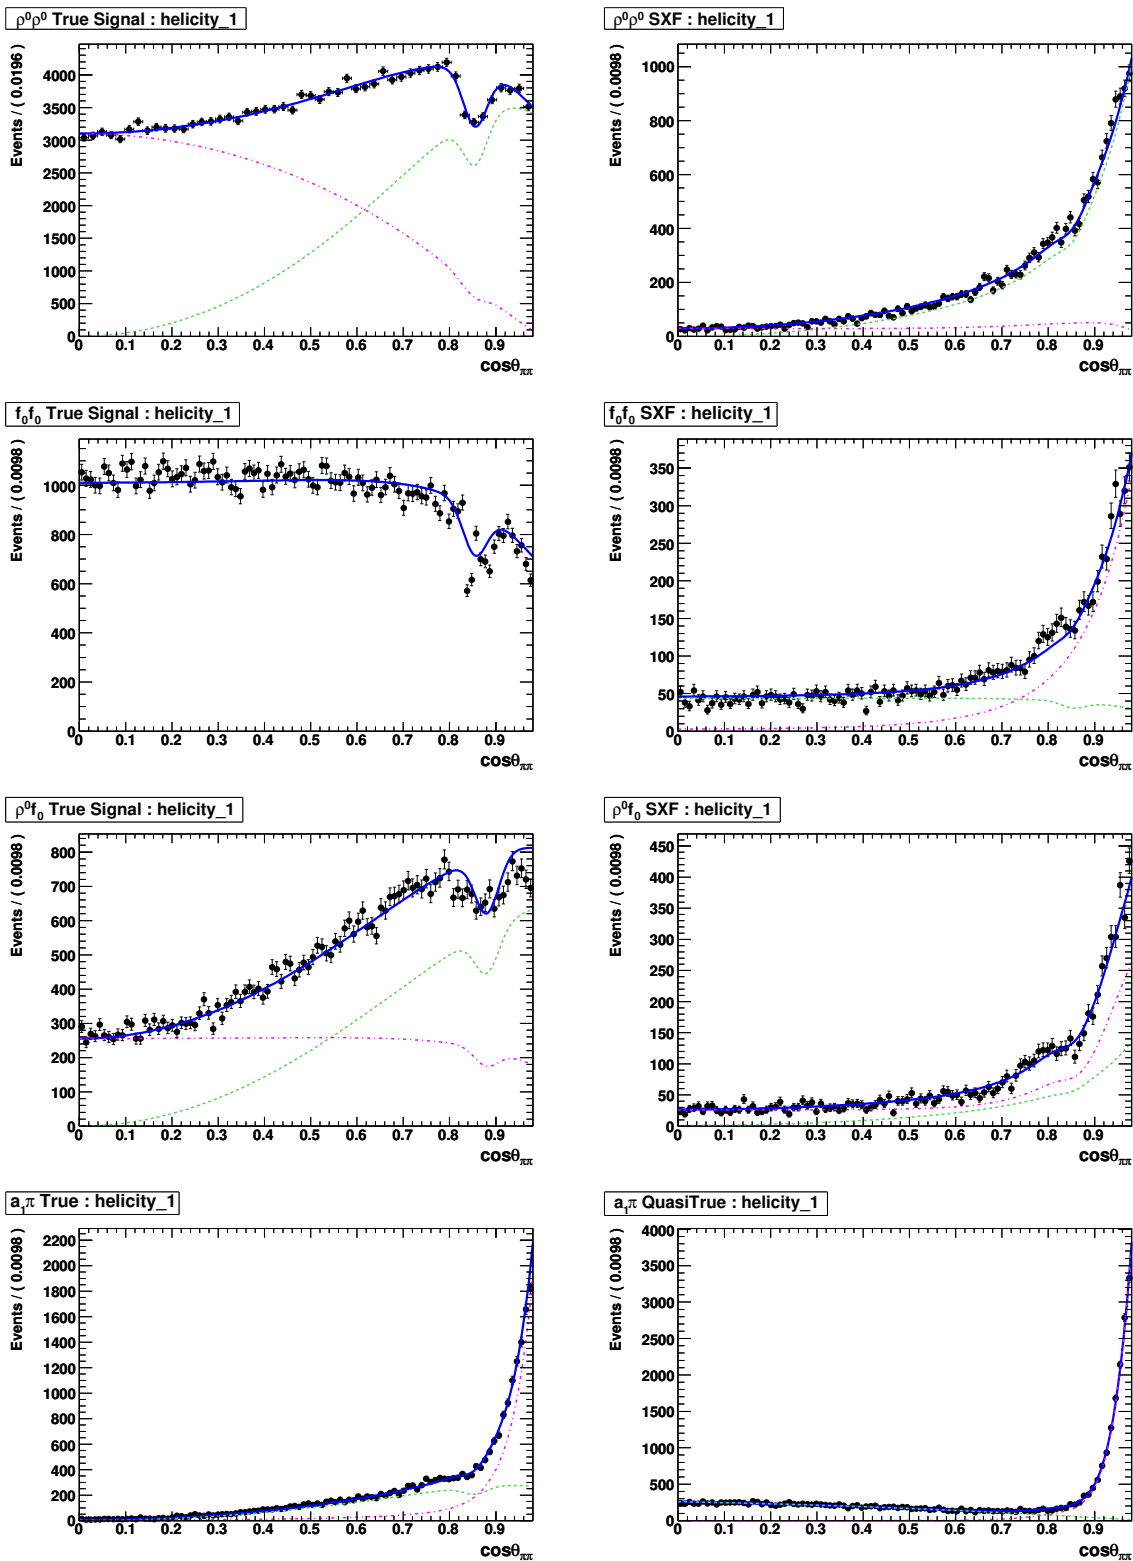 ρ⁰ρ⁰ True Signal : helicity_1
Events / ( 0.0196 )
4000
3500
3000
2500
2000
1500
1000
500
0
0 0.1 0.2 0.3 0.4 0.5 0.6 0.7 0.8 0.9
cosθππ
ρ⁰ρ⁰ SXF : helicity_1
Events / ( 0.0098 )
1000
800
600
400
200
0
0 0.1 0.2 0.3 0.4 0.5 0.6 0.7 0.8 0.9
cosθππ
f₀f₀ True Signal : helicity_1
Events / ( 0.0098 )
1000
800
600
400
200
0
0 0.1 0.2 0.3 0.4 0.5 0.6 0.7 0.8 0.9
cosθππ
f₀f₀ SXF : helicity_1
Events / ( 0.0098 )
350
300
250
200
150
100
50
0
0 0.1 0.2 0.3 0.4 0.5 0.6 0.7 0.8 0.9
cosθππ
ρ⁰f₀ True Signal : helicity_1
Events / ( 0.0098 )
800
700
600
500
400
300
200
100
0
0 0.1 0.2 0.3 0.4 0.5 0.6 0.7 0.8 0.9
cosθππ
ρ⁰f₀ SXF : helicity_1
Events / ( 0.0098 )
450
400
350
300
250
200
150
100
50
0
0 0.1 0.2 0.3 0.4 0.5 0.6 0.7 0.8 0.9
cosθππ
a₁π True : helicity_1
Events / ( 0.0098 )
2200
2000
1800
1600
1400
1200
1000
800
600
400
200
0
0 0.1 0.2 0.3 0.4 0.5 0.6 0.7 0.8 0.9
cosθππ
a₁π QuasiTrue : helicity_1
Events / ( 0.0098 )
4000
3500
3000
2500
2000
1500
1000
500
0
0 0.1 0.2 0.3 0.4 0.5 0.6 0.7 0.8 0.9
cosθππ